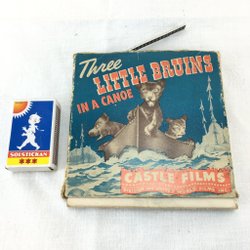 Three
LITTLE BRUINS
IN A CANOE
CASTLE FILMS
SOLSTICKAN